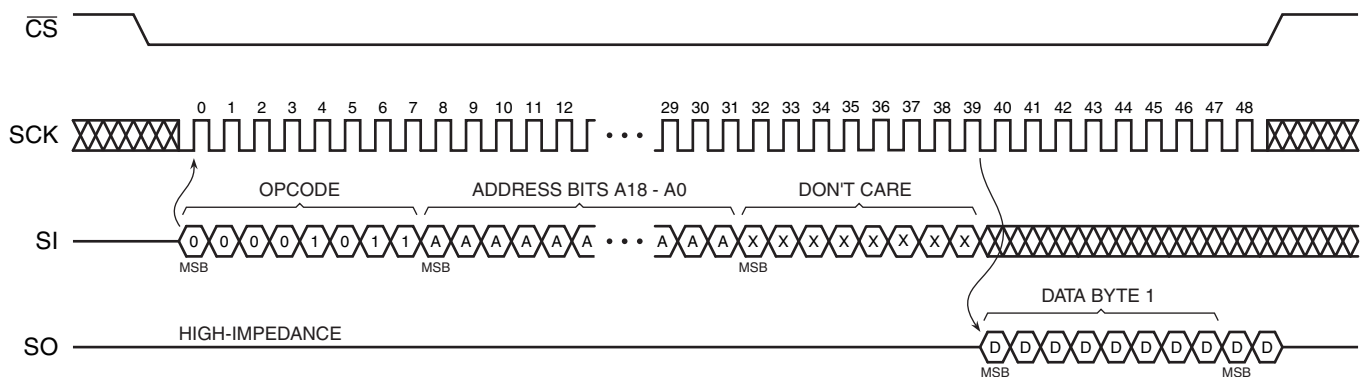 CS
0 1 2 3 4 5 6 7 8 9 10 11 12 29 30 31 32 33 34 35 36 37 38 39 40 41 42 43 44 45 46 47 48
SCK • • •
OPCODE ADDRESS BITS A18 - A0 DON'T CARE
SI 0 0 0 0 1 0 1 1 A A A A A A • • • A A A X X X X X X X X
MSB MSB MSB
DATA BYTE 1
HIGH-IMPEDANCE
SO D D D D D D D D D D
MSB MSB